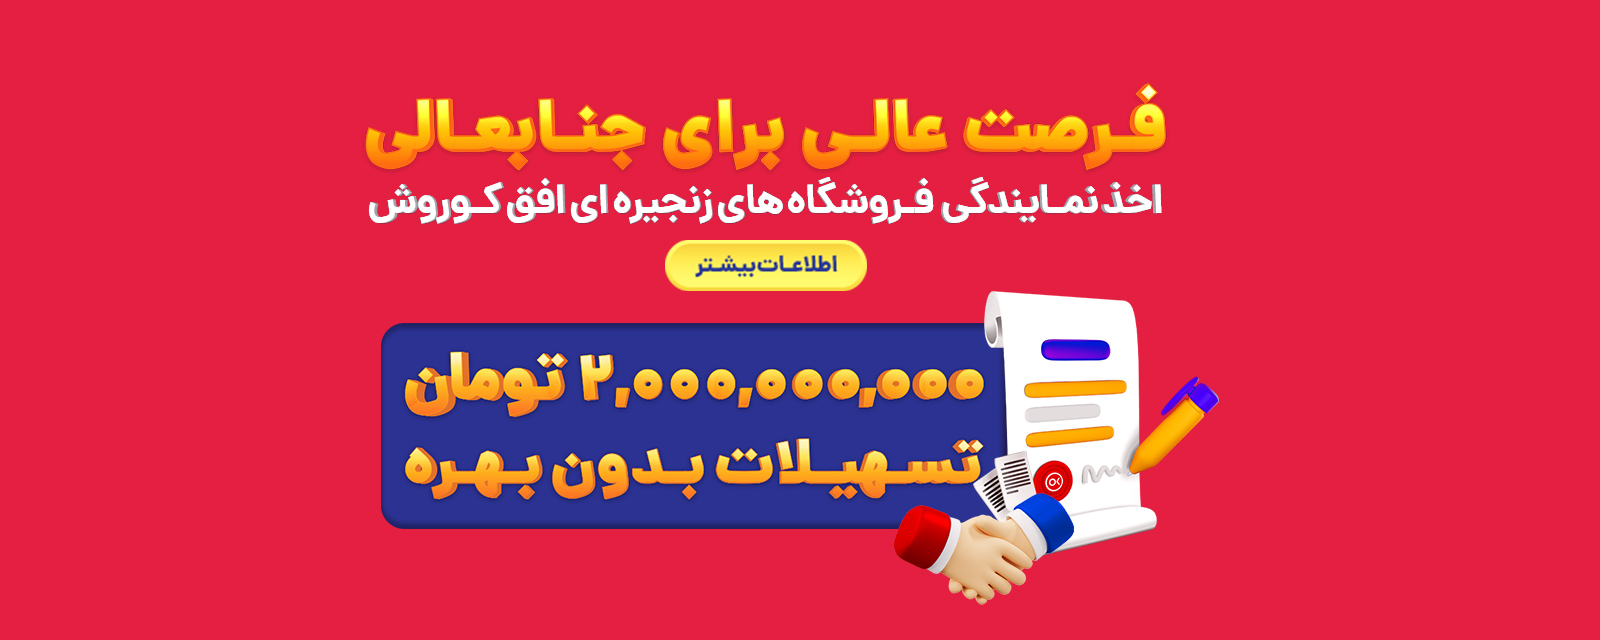 فرصت عالی برای جنابعالی
اخذ نمایندگی فروشگاه های زنجیره ای افق کوروش
اطلاعات بیشتر
۲,۰۰۰,۰۰۰,۰۰۰ تومان
تسهیلات بدون بهره